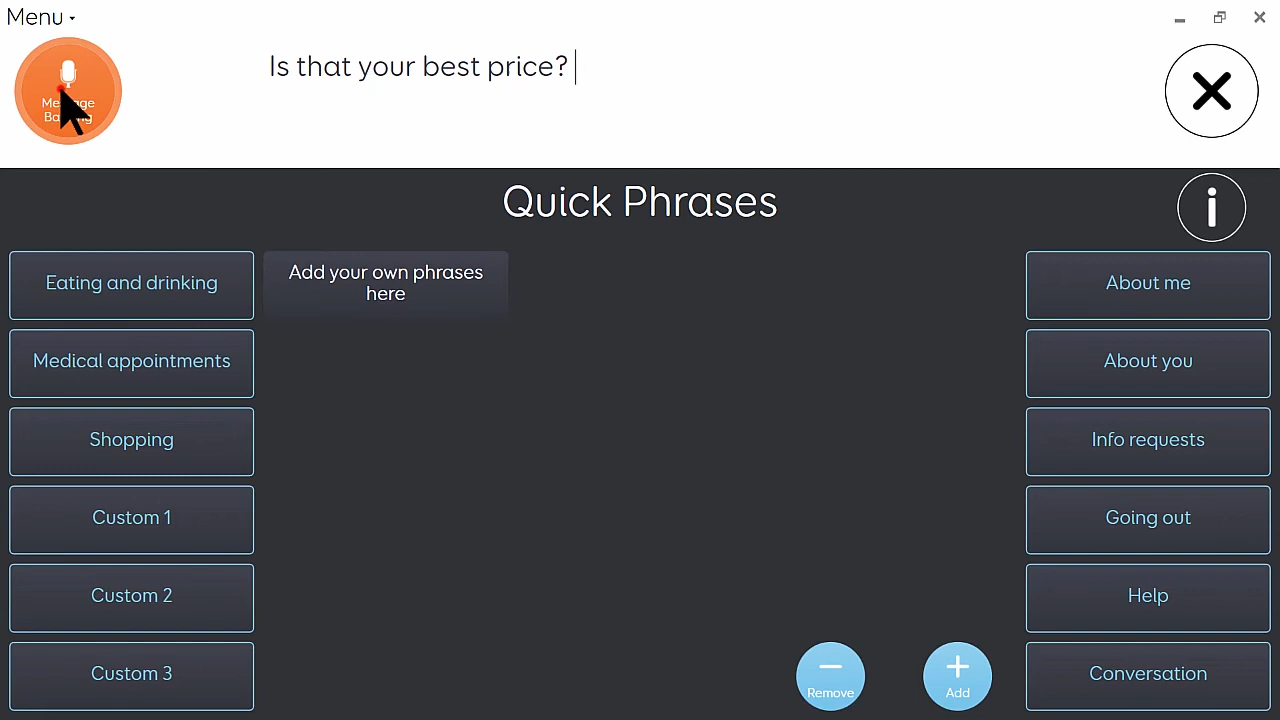 Menu
Is that your best price?
Quick Phrases
Eating and drinking
Add your own phrases
here
About me
Medical appointments
About you
Shopping
Info requests
Custom 1
Going out
Custom 2
Help
Custom 3
Remove
Add
Conversation